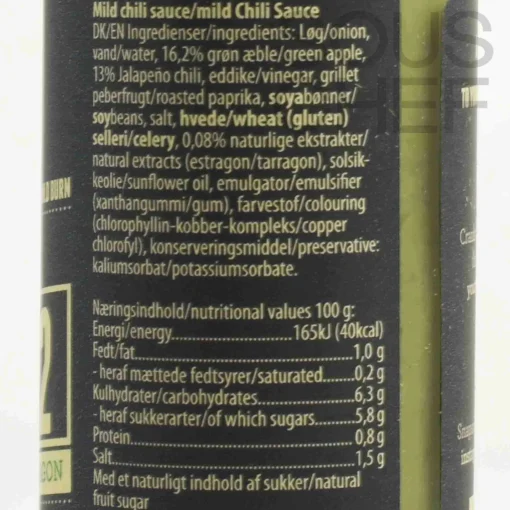 Mild chili sauce/mild Chili Sauce
DK/EN Ingredienser/ingredients: Løg/onion,
vand/water, 16,2% grøn æble/green apple,
13% Jalapeño chili, eddike/vinegar, grillet
peberfrugt/roasted paprika, soyabønner/
soybeans, salt, hvede/wheat (gluten)
selleri/celery, 0,08% naturlige ekstrakter/
natural extracts (estragon/tarragon), solsik-
keolie/sunflower oil, emulgator/emulsifier
(xanthangummi/gum), farvestof/colouring
(chlorophyllin-kobber-kompleks/copper
chlorofyl), konserveringsmiddel/preservative:
kaliumsorbat/potassiumsorbate.
Næringsindhold/nutritional values 100 g:
Energi/energy 165kJ (40kcal)
Fedt/fat 1,0 g
- heraf mættede fedtsyrer/saturated 0,2 g
Kulhydrater/carbohydrates 6,3 g
- heraf sukkerarter/of which sugars 5,8 g
Protein 0,8 g
Salt 1,5 g
Med et naturligt indhold af sukker/natural
fruit sugar
BURN
2